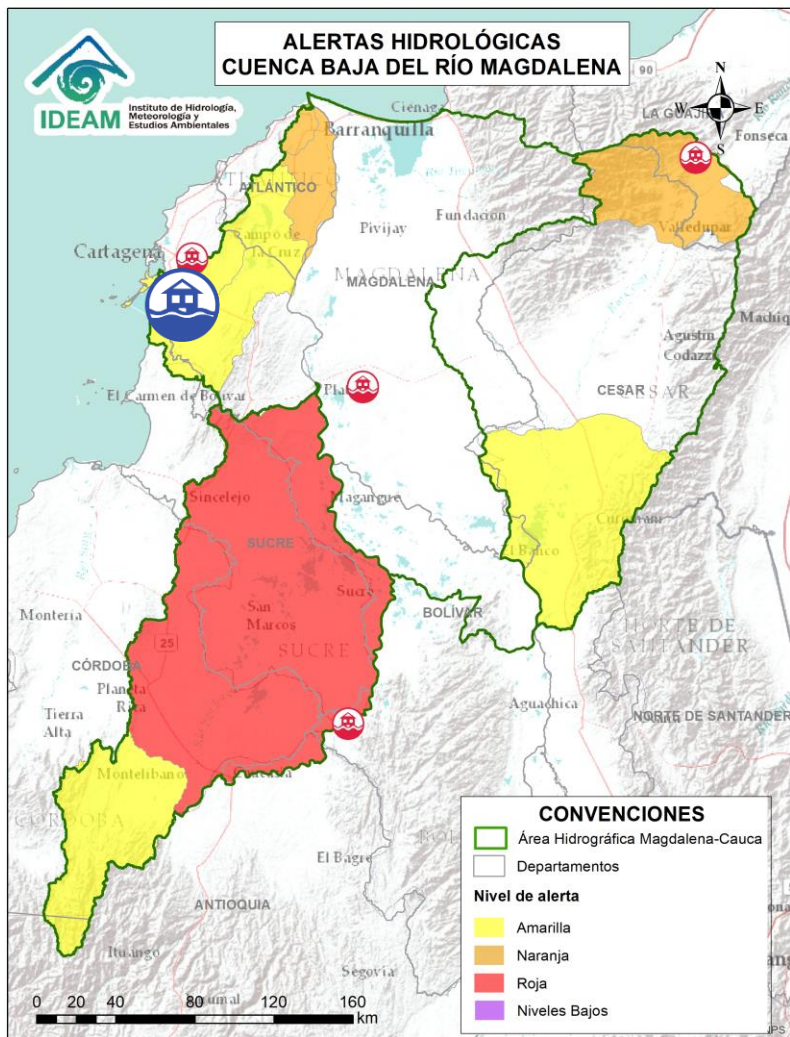 ALERTAS HIDROLÓGICAS
CUENCA BAJA DEL RÍO MAGDALENA
IDEAM
Instituto de Hidrología,
Meteorología y
Estudios Ambientales
90
N
W
E
S
LA GUAJIRA
Ciénaga
Fonseca
Barranquilla
ATLÁNTICO
Pivijay
Fundación
Valledupar
Campo de
la Cruz
Cartagena
MAGDALENA
MAGDALENA
Agustín
Codazzi
CESAR
CESAR
El Carmen de Bolívar
Sincelejo
Magangué
SUCRE
El Banco
Sucre
San
Marcos
BOLÍVAR
SUCRE
NORTE DE
SANTANDER
Montería
25
CÓRDOBA
Planeta
Rica
Tierra
Alta
Aguachica
NORTE DE SANTANDER
Montelíbano
CÓRDOBA
El Bagre
ANTIOQUIA
Ituango
Segovia
CONVENCIONES
Área Hidrográfica Magdalena-Cauca
Departamentos
Nivel de alerta
Amarilla
Naranja
Roja
Niveles Bajos
0 20 40 80 120 160
km